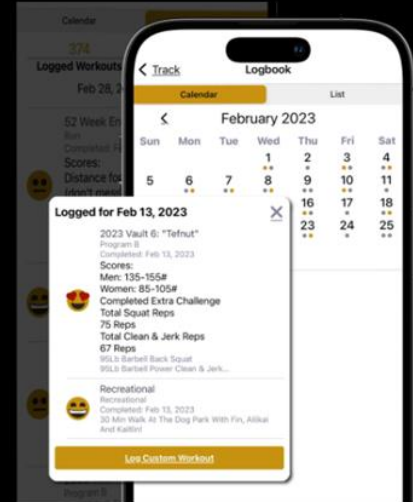 Calendar
374
Logged Workouts
Feb 28, 2
52 Week En
Run
Completed: F
Scores:
Distance fo
(don't mess
Program B
Track
Logbook
Calendar
List
February 2023
Sun Mon Tue Wed Thu Fri Sat
1 2 3 4
5 6 7 8 9 10 11
16 17 18
23 24 25
Logged for Feb 13, 2023
2023 Vault 6: "Tefnut"
Program B
Completed: Feb 13, 2023
Scores:
Men: 135-155#
Women: 85-105#
Completed Extra Challenge
Total Squat Reps
75 Reps
Total Clean & Jerk Reps
67 Reps
95Lb Barbell Back Squat
95Lb Barbell Power Clean & Jerk...
Recreational
Recreational
Completed: Feb 13, 2023
30 Min Walk At The Dog Park With Fin, Allikai
And Kaitlin!
Log Custom Workout